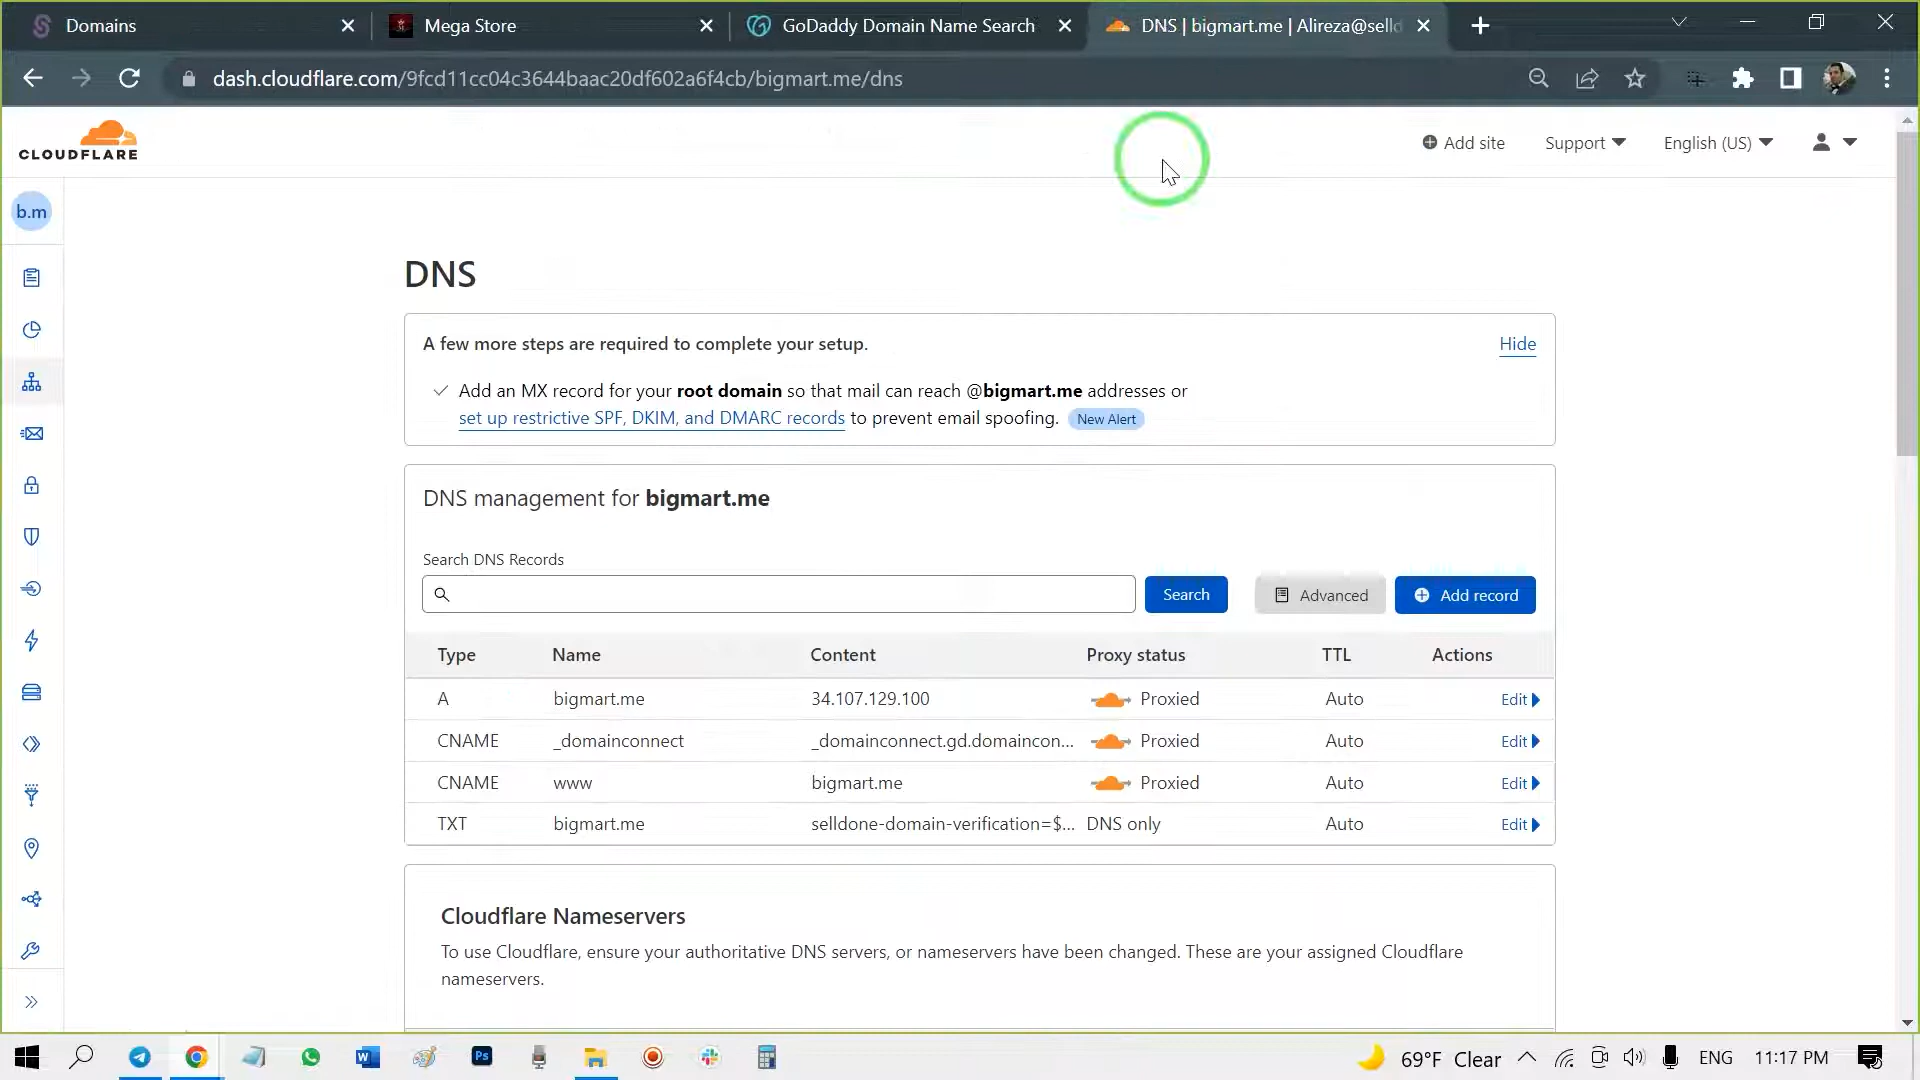 Domains
Mega Store
GoDaddy Domain Name Search
DNS | bigmart.me | Alireza@selld
dash.cloudflare.com/9fcd11cc04c3644baac20df602a6f4cb/bigmart.me/dns
CLOUDFLARE
Add site
Support
English (US)
b.m
DNS
A few more steps are required to complete your setup.
Hide
Add an MX record for your root domain so that mail can reach @bigmart.me addresses or
set up restrictive SPF, DKIM, and DMARC records to prevent email spoofing. New Alert
DNS management for bigmart.me
Search DNS Records
Search
Advanced
Add record
Type Name Content Proxy status TTL Actions
A bigmart.me 34.107.129.100 Proxied Auto Edit
CNAME _domainconnect _domainconnect.gd.domaincon... Proxied Auto Edit
CNAME www bigmart.me Proxied Auto Edit
TXT bigmart.me selldone-domain-verification=$... DNS only Auto Edit
Cloudflare Nameservers
To use Cloudflare, ensure your authoritative DNS servers, or nameservers have been changed. These are your assigned Cloudflare
nameservers.
W
Ps
69°F Clear
ENG
11:17 PM